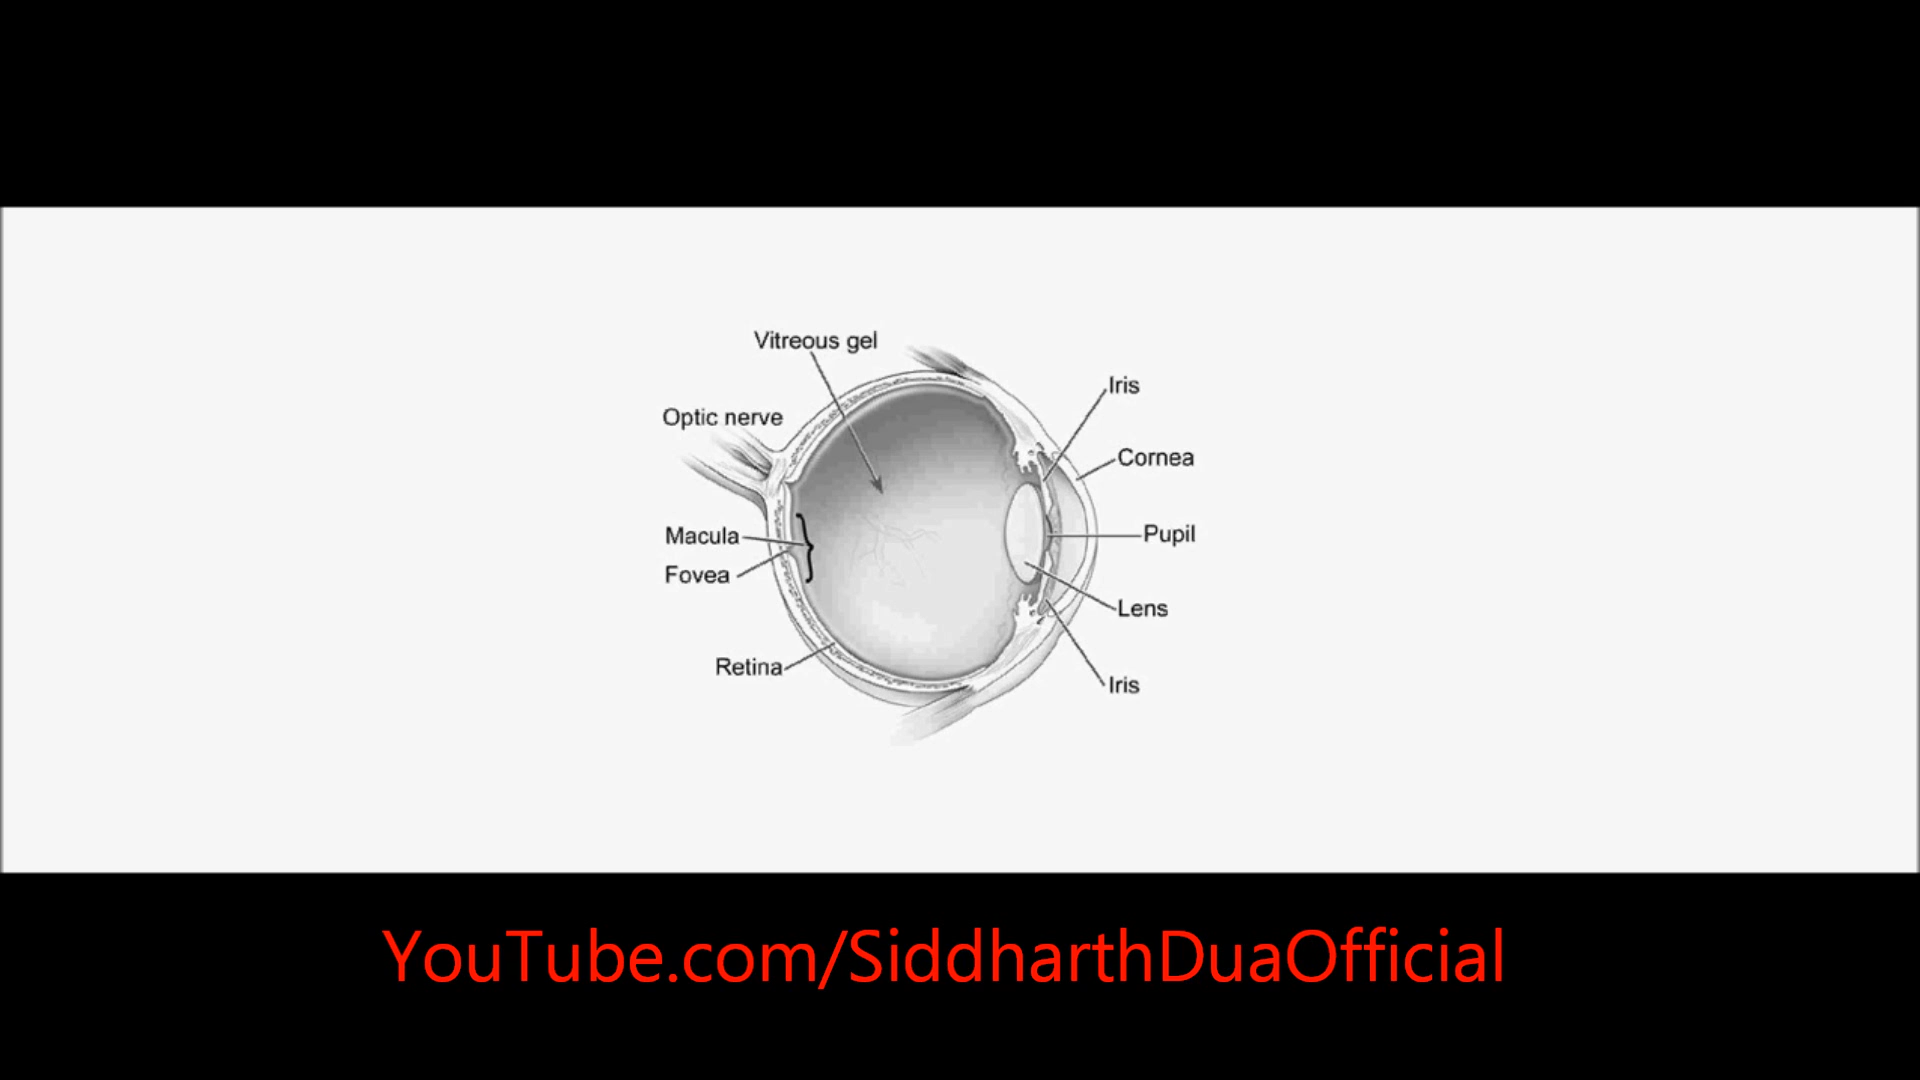 Vitreous gel
Iris
Optic nerve
Cornea
Pupil
Macula
Fovea
Lens
Retina
Iris
YouTube.com/SiddharthDuaOfficial